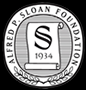 ALFRED P. SLOAN FOUNDATION
S
1934